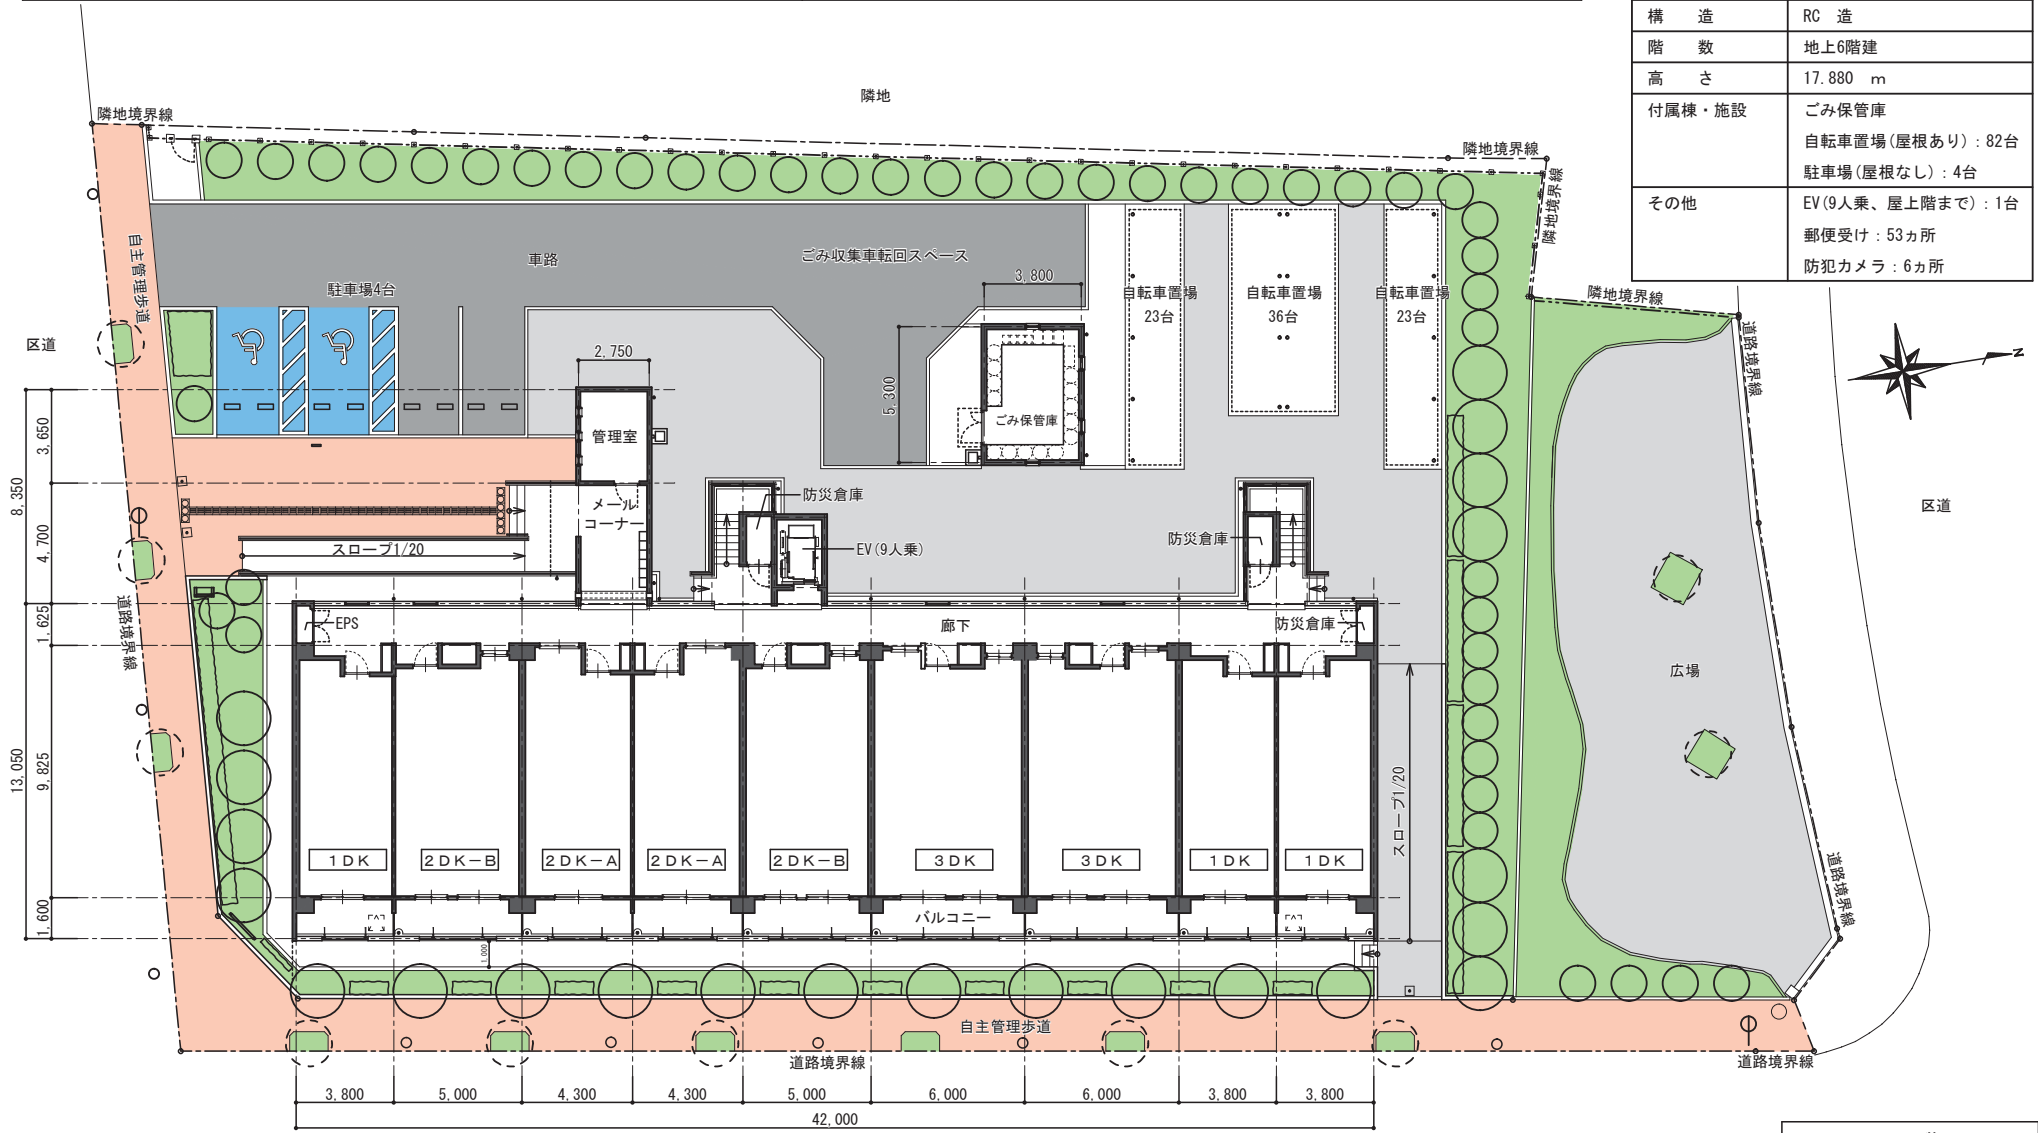 構　造
RC 造
階　数
地上6階建
高　さ
17.880 m
付属棟・施設
ごみ保管庫
自転車置場(屋根あり)：82台
駐車場(屋根なし)：4台
その他
EV(9人乗、屋上階まで)：1台
郵便受け：53ヵ所
防犯カメラ：6ヵ所
隣地
隣地境界線
隣地境界線
隣地境界線
隣地境界線
自主管理歩道
車路
ごみ収集車転回スペース
駐車場4台
3,800
自転車置場
23台
自転車置場
36台
自転車置場
23台
区道
道路境界線
N
2,750
5,300
ごみ保管庫
管理室
3,650
8,350
4,700
メール
コーナー
防災倉庫
EV(9人乗)
防災倉庫
区道
スロープ1/20
道路境界線
1,625
EPS
廊下
防災倉庫
広場
13,050
9,825
スロープ1/20
1DK
2DK－B
2DK－A
2DK－A
2DK－B
3DK
3DK
1DK
1DK
道路境界線
1,600
バルコニー
1,000
自主管理歩道
道路境界線
道路境界線
3,800
5,000
4,300
4,300
5,000
6,000
6,000
3,800
3,800
42,000